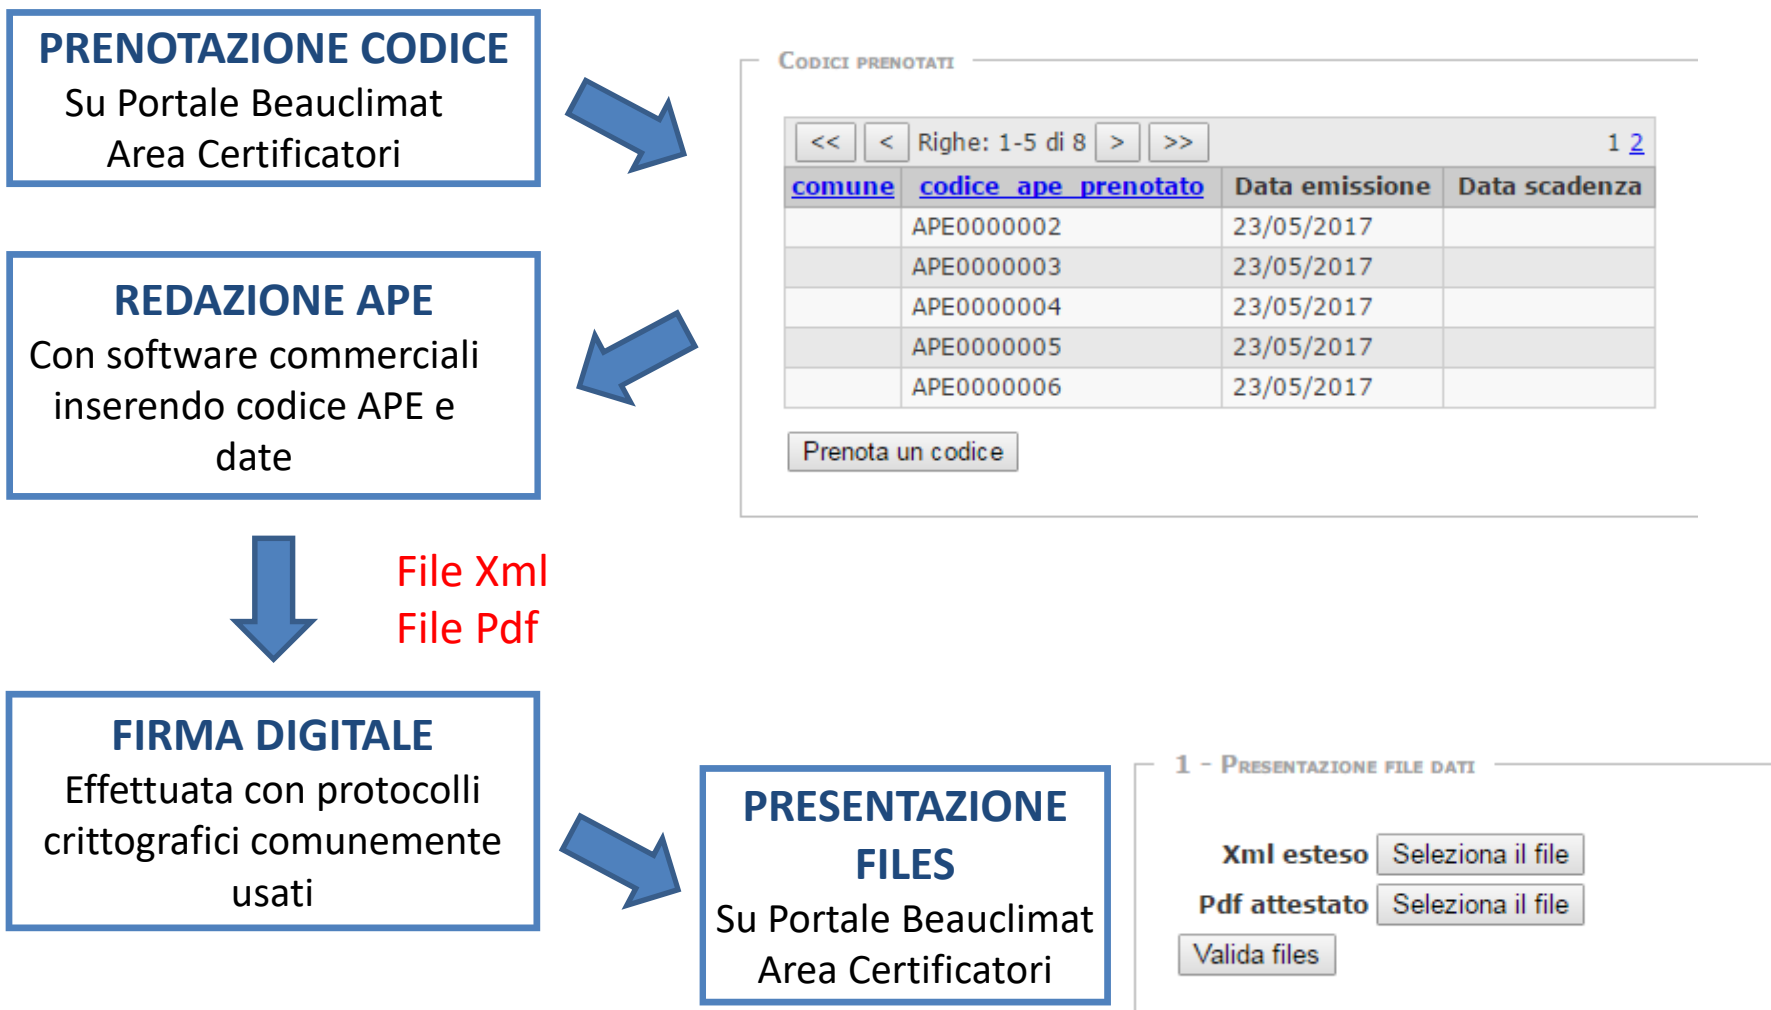 PRENOTAZIONE CODICE
Su Portale Beauclimat
Area Certificatori
CODICI PRENOTATI
<< < Righe: 1-5 di 8 > >> 1 2
comune codice_ape_prenotato Data emissione Data scadenza
APE0000002 23/05/2017
APE0000003 23/05/2017
APE0000004 23/05/2017
APE0000005 23/05/2017
APE0000006 23/05/2017
Prenota un codice
REDAZIONE APE
Con software commerciali
inserendo codice APE e
date
File Xml
File Pdf
FIRMA DIGITALE
Effettuata con protocolli
crittografici comunemente
usati
PRESENTAZIONE
FILES
Su Portale Beauclimat
Area Certificatori
1 - PRESENTAZIONE FILE DATI
Xml esteso Seleziona il file
Pdf attestato Seleziona il file
Valida files